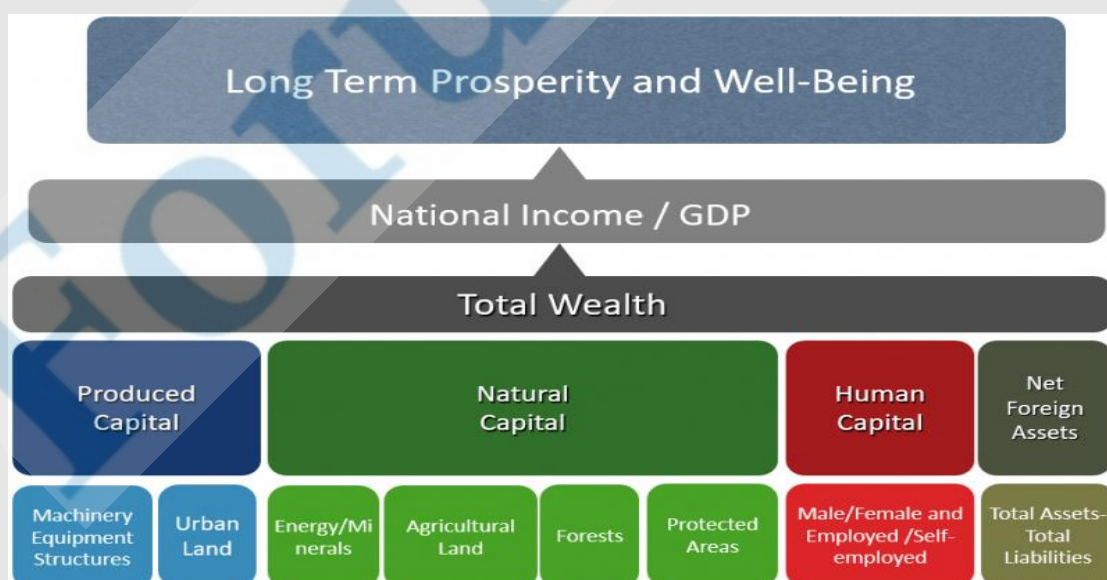 Long Term Prosperity and Well-Being
National Income / GDP
Total Wealth
Produced
Capital
Natural
Capital
Human
Capital
Net
Foreign
Assets
Machinery
Equipment
Structures
Urban
Land
Energy/Mi
nerals
Agricultural
Land
Forests
Protected
Areas
Male/Female and
Employed /Self-
employed
Total Assets-
Total
Liabilities